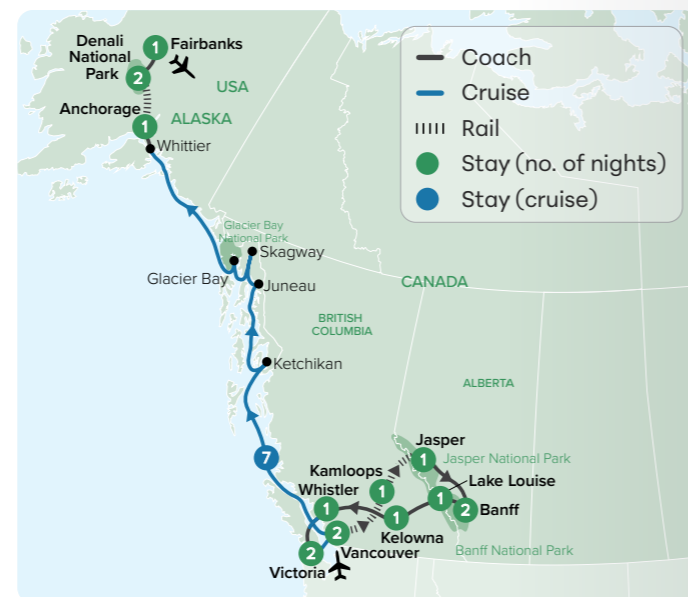 Denali
National
Park
1
Fairbanks
2
USA
Anchorage
1
ALASKA
Whittier
Coach
Cruise
Rail
Stay (no. of nights)
Stay (cruise)
Glacier Bay
National Park
Skagway
Glacier Bay
Juneau
CANADA
BRITISH
COLUMBIA
Ketchikan
ALBERTA
7
Jasper
1
Jasper National Park
Kamloops
1
Lake Louise
1
Whistler
1
2
Banff
1
Kelowna
2
Vancouver
2
Victoria
Banff National Park